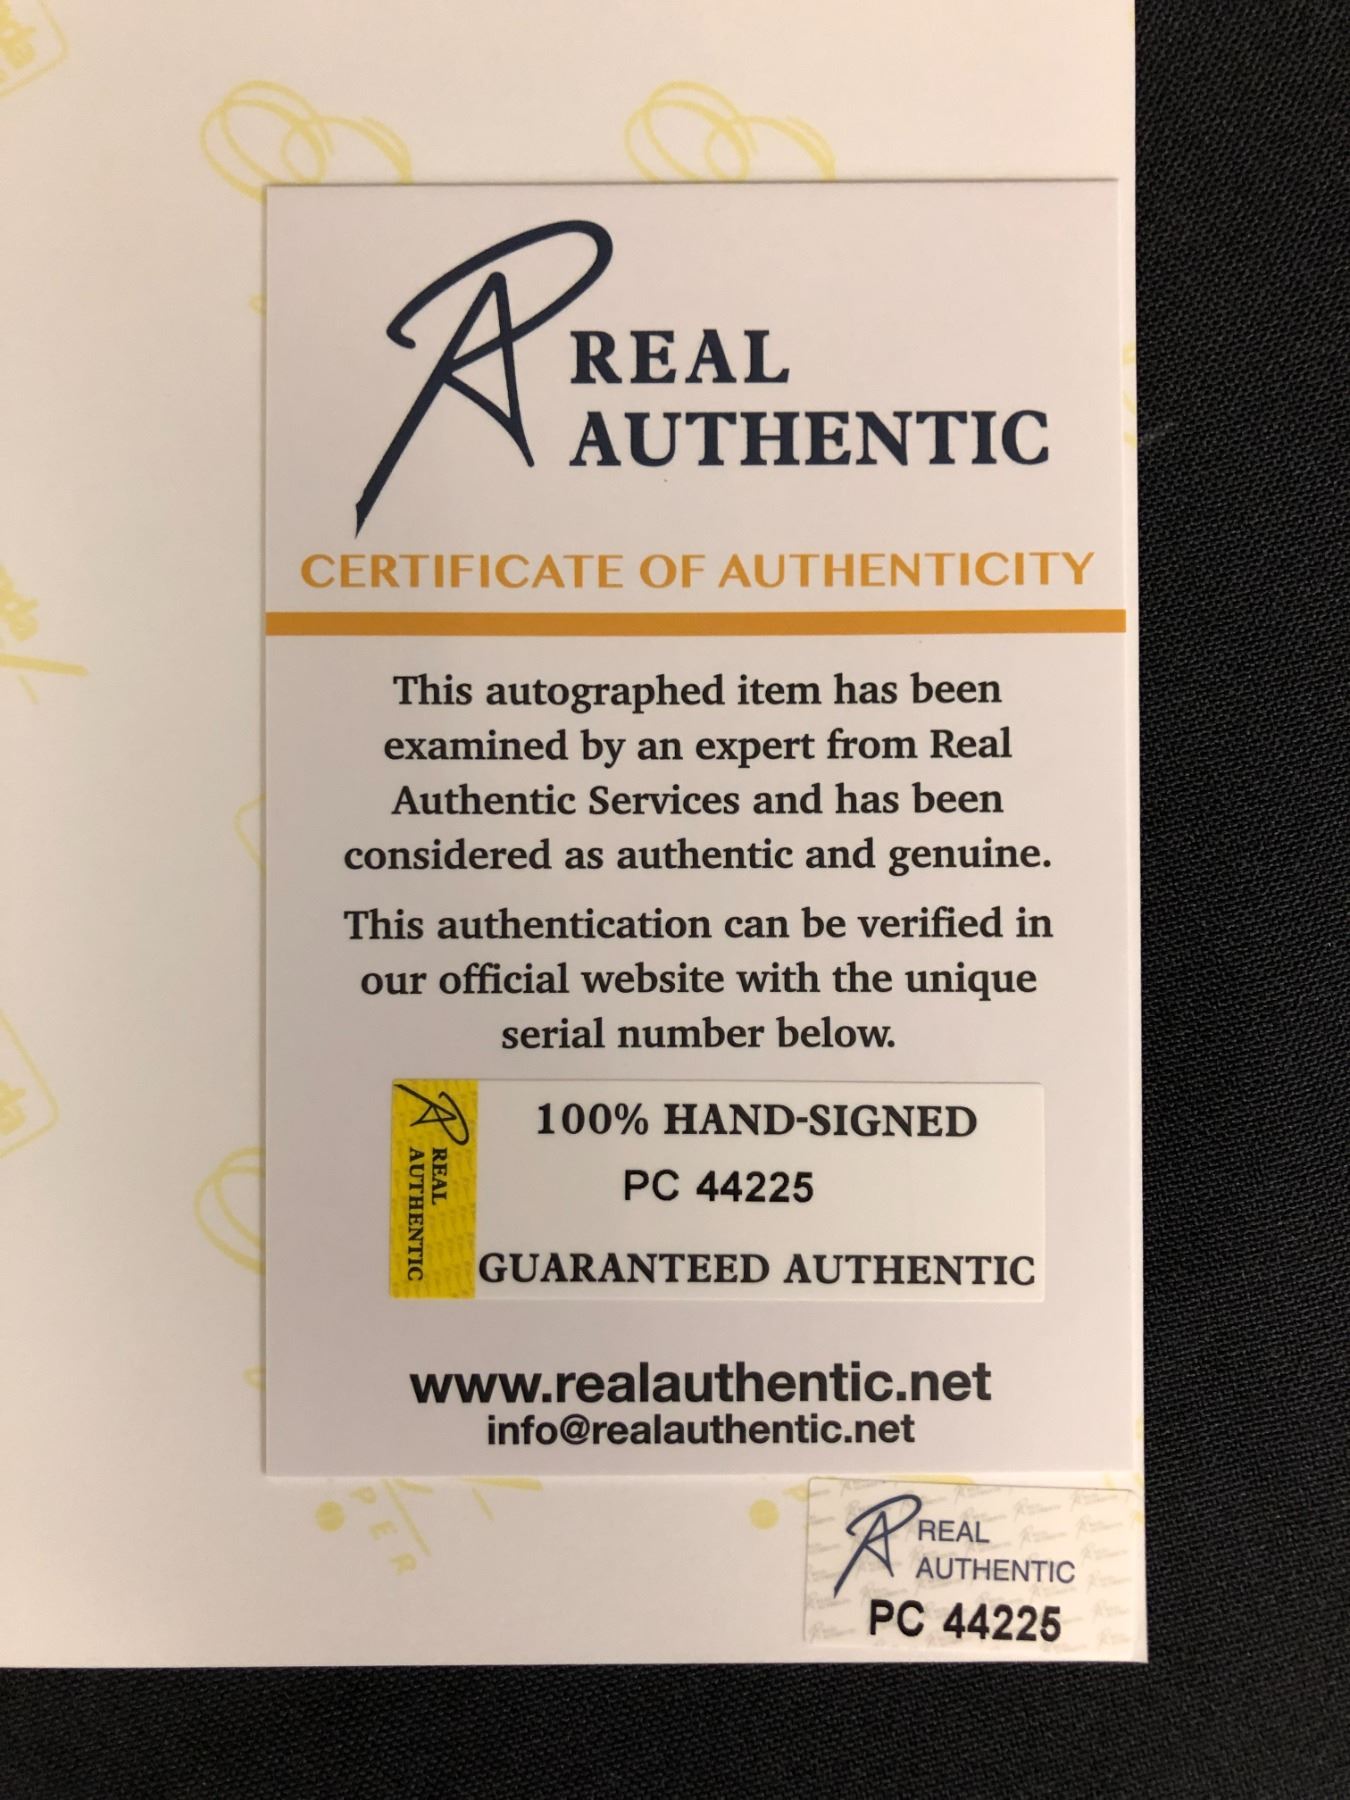 REAL
AUTHENTIC
CERTIFICATE OF AUTHENTICITY
This autographed item has been
examined by an expert from Real
Authentic Services and has been
considered as authentic and genuine.
This authentication can be verified in
our official website with the unique
serial number below.
REAL
AUTHENTIC
100% HAND-SIGNED
PC 44225
GUARANTEED AUTHENTIC
www.realauthentic.net
info@realauthentic.net
PER
REAL
AUTHENTIC
PC 44225